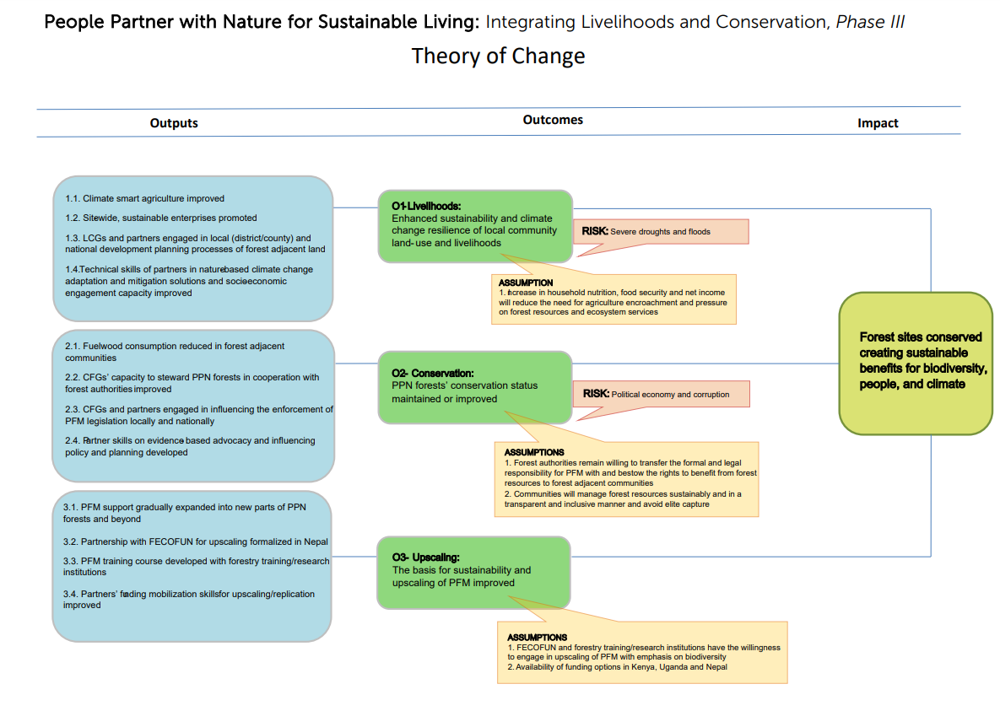 People Partner with Nature for Sustainable Living: Integrating Livelihoods and Conservation, Phase III
Theory of Change
Outputs
Outcomes
Impact
1.1. Climate smart agriculture improved
1.2. Sitewide, sustainable enterprises promoted
1.3. LCGs and partners engaged in local (district/county) and
national development planning processes of forest adjacent land
1.4.Technical skills of partners in nature-based climate change
adaptation and mitigation solutions and socio-economic
engagement capacity improved
O1-Livelihoods:
Enhanced sustainability and climate
change resilience of local community
land-use and livelihoods
RISK: Severe droughts and floods
ASSUMPTION
1. Increase in household nutrition, food security and net income
will reduce the need for agriculture encroachment and pressure
on forest resources and ecosystem services
2.1. Fuelwood consumption reduced in forest adjacent
communities
2.2. CFGs' capacity to steward PPN forests in cooperation with
forest authorities improved
2.3. CFGs and partners engaged in influencing the enforcement of
PFM legislation locally and nationally
2.4. Partner skills on evidence-based advocacy and influencing
policy and planning developed
O2- Conservation:
PPN forests' conservation status
maintained or improved
RISK: Political economy and corruption
ASSUMPTIONS
1. Forest authorities remain willing to transfer the formal and legal
responsibility for PFM with and bestow the rights to benefit from forest
resources to forest adjacent communities
2. Communities will manage forest resources sustainably and in a
transparent and inclusive manner and avoid elite capture
Forest sites conserved
creating sustainable
benefits for biodiversity,
people, and climate
3.1. PFM support gradually expanded into new parts of PPN
forests and beyond
3.2. Partnership with FECOFUN for upscaling formalized in Nepal
3.3. PFM training course developed with forestry training/research
institutions
3.4. Partners' funding mobilization skills for upscaling/replication
improved
O3- Upscaling:
The basis for sustainability and
upscaling of PFM improved
ASSUMPTIONS
1. FECOFUN and forestry training/research institutions have the willingness
to engage in upscaling of PFM with emphasis on biodiversity
2. Availability of funding options in Kenya, Uganda and Nepal